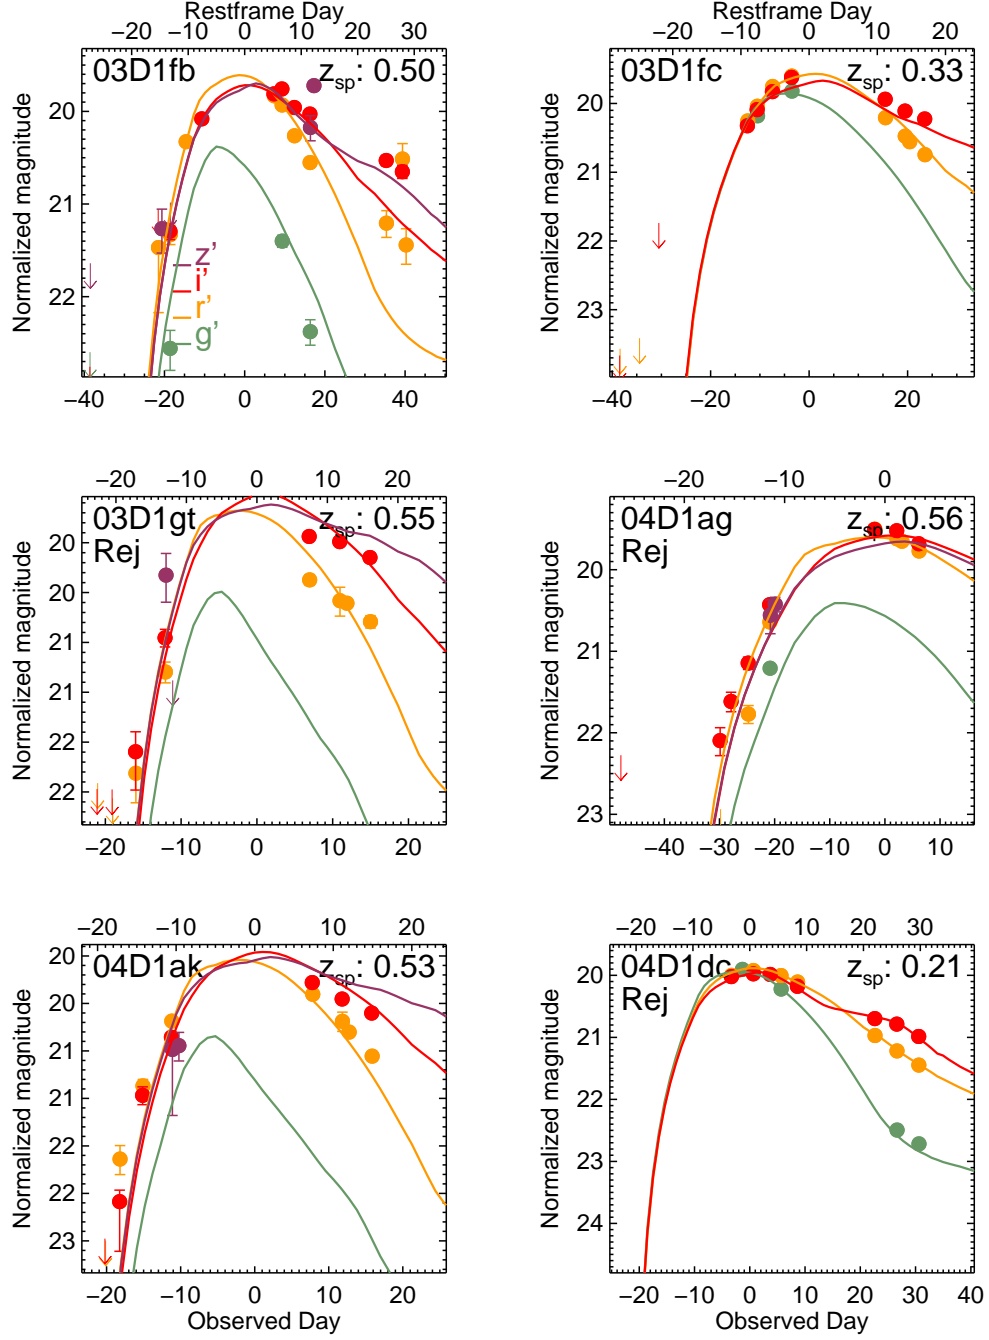 Restframe Day
Restframe Day
−20 −10 0 10 20 30
−20 −10 0 10 20
03D1fb
z_sp: 0.50
03D1fc
z_sp: 0.33
Normalized magnitude
20
21
22
z’
i’
r’
g’
Normalized magnitude
20
21
22
23
−40 −20 0 20 40
−40 −20 0 20
−20 −10 0 10 20
−20 −10 0
03D1gt
z_sp: 0.55
Rej
04D1ag
z_sp: 0.56
Rej
Normalized magnitude
20
20
21
21
22
22
Normalized magnitude
20
21
22
23
−20 −10 0 10 20
−40 −30 −20 −10 0 10
−20 −10 0 10 20
−20 −10 0 10 20 30
04D1ak
z_sp: 0.53
04D1dc
z_sp: 0.21
Rej
Normalized magnitude
20
20
21
21
22
22
23
Normalized magnitude
20
21
22
23
24
−20 −10 0 10 20
−20 −10 0 10 20 30 40
Observed Day
Observed Day